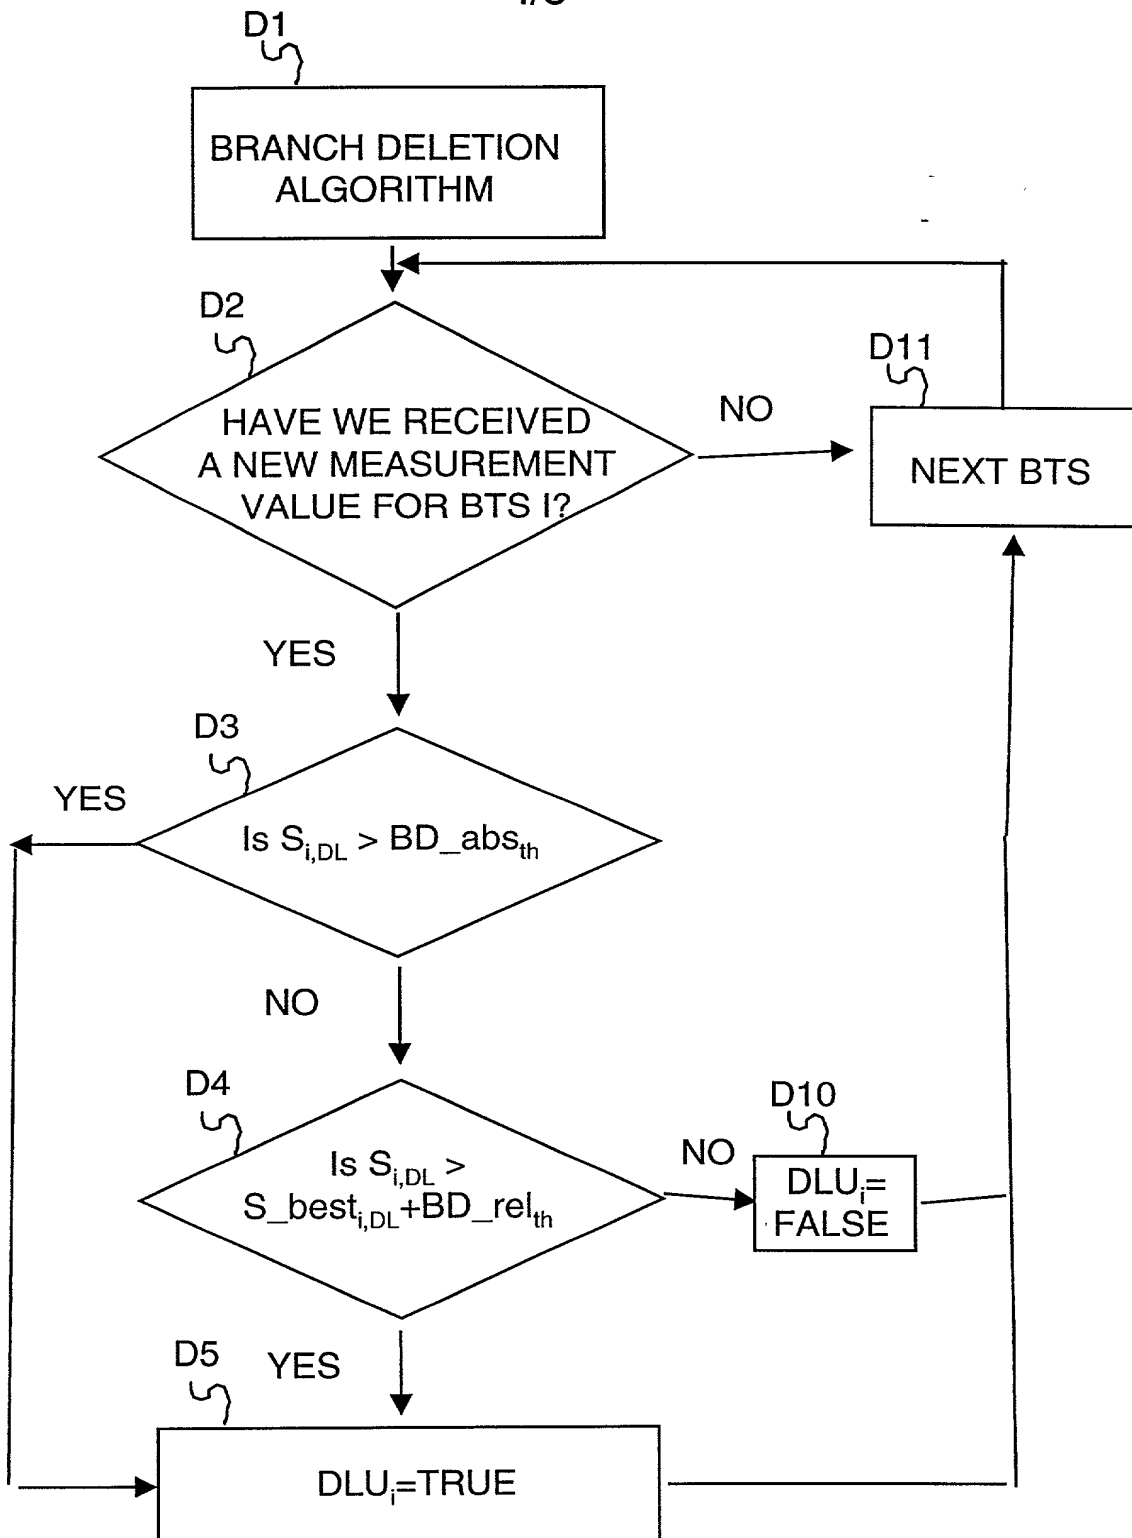 D1
BRANCH DELETION
ALGORITHM
D2
D11
HAVE WE RECEIVED
A NEW MEASUREMENT
VALUE FOR BTS I?
NO
NEXT BTS
YES
D3
YES
Is S_i,DL > BD_abs_th
NO
D4
D10
Is S_i,DL >
S_best_i,DL+BD_rel_th
NO
DLU_i=
FALSE
D5
YES
DLU_i=TRUE